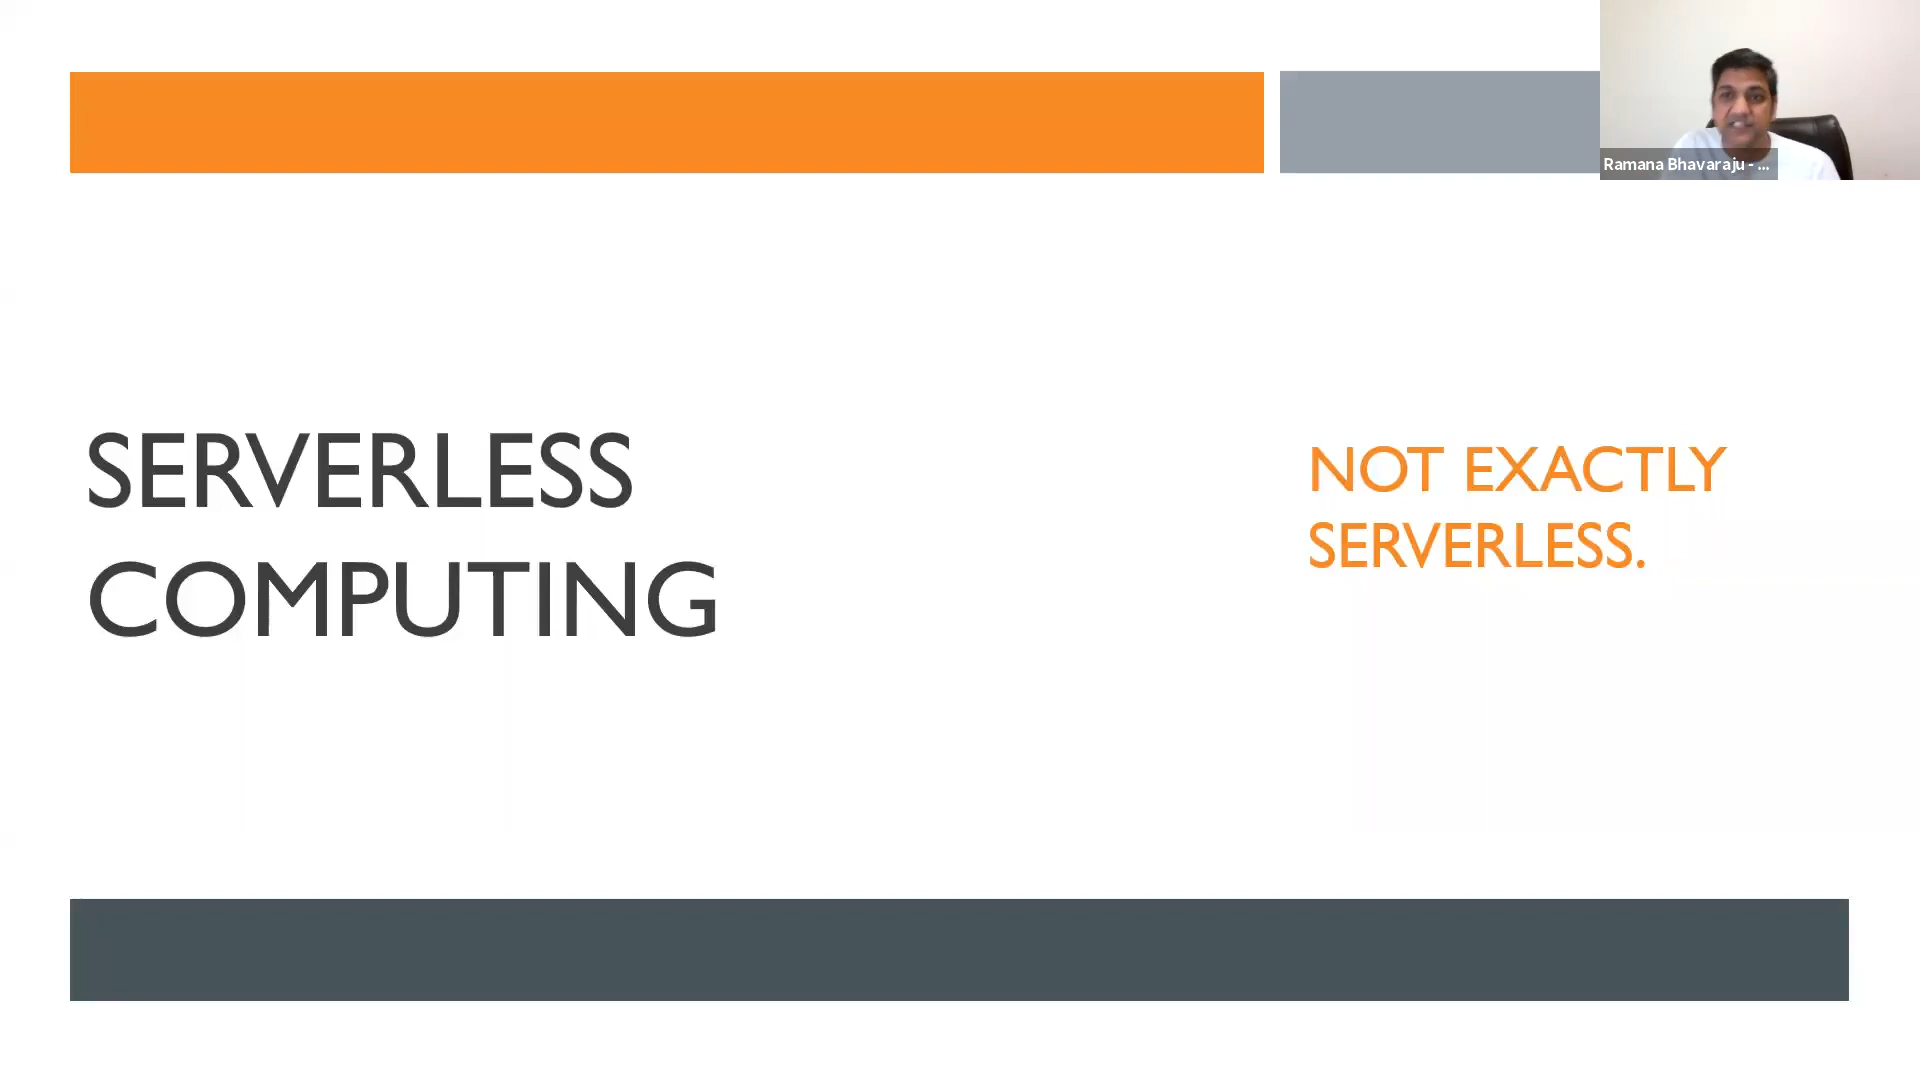 Ramana Bhavaraju - ...
SERVERLESS
COMPUTING
NOT EXACTLY
SERVERLESS.